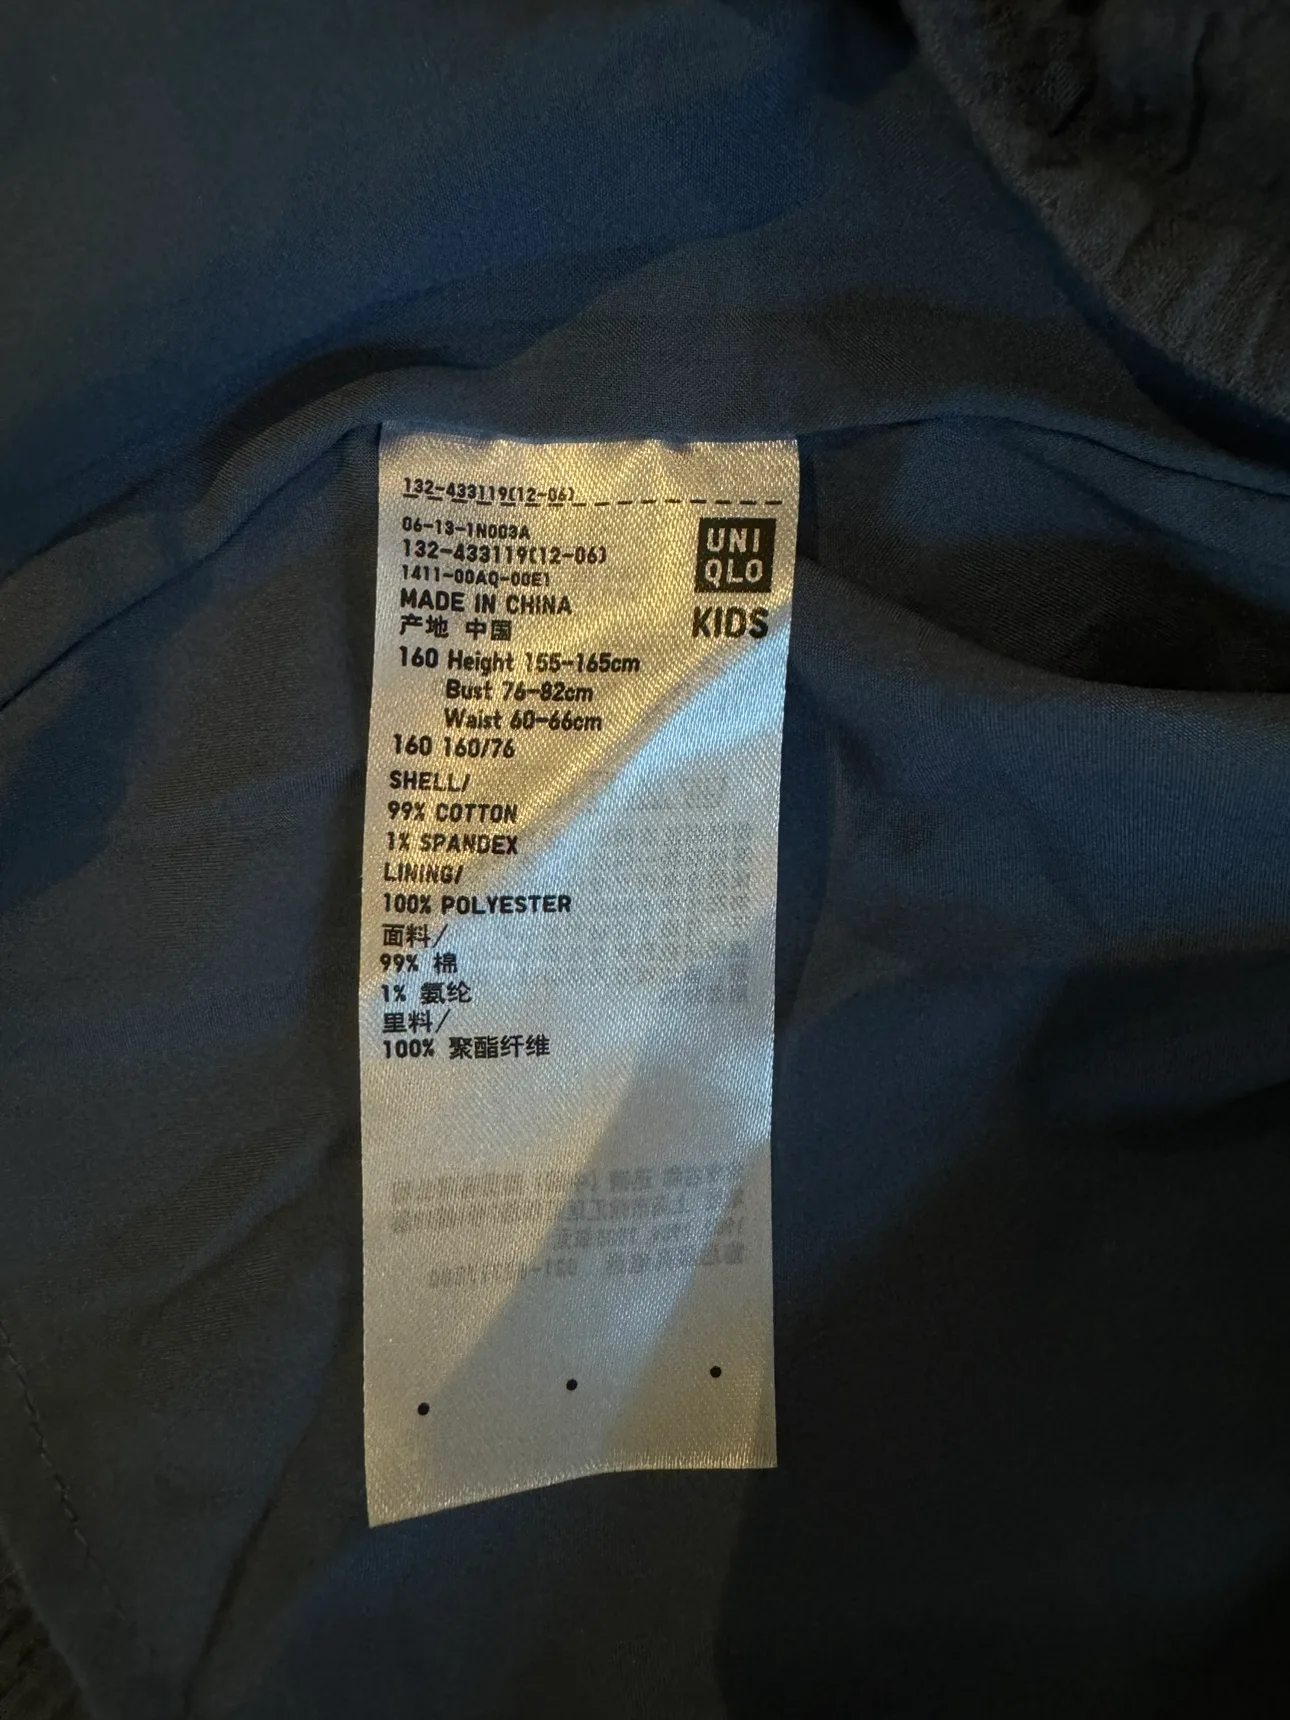 132-433119(12-06)
06-13-1N003A
132-433119(12-06)
1411-00AQ-00E1
MADE IN CHINA
产地 中国
UNI
QLO
KIDS
160 Height 155-165cm
Bust 76-82cm
Waist 60-66cm
160 160/76
SHELL/
99% COTTON
1% SPANDEX
LINING/
100% POLYESTER
面料/
99% 棉
1% 氨纶
里料/
100% 聚酯纤维